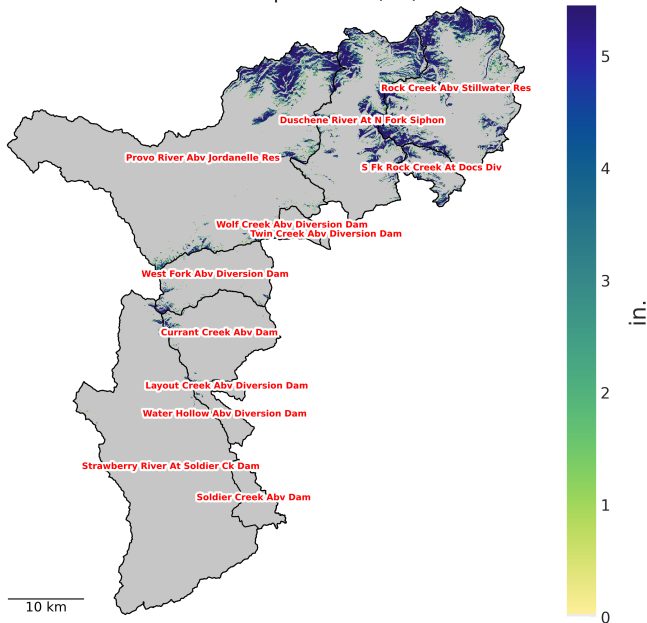 Rock Creek Abv Stillwater Res
Duschene River At N Fork Siphon
Provo River Abv Jordanelle Res
S Fk Rock Creek At Docs Div
Wolf Creek Abv Diversion Dam
Twin Creek Abv Diversion Dam
West Fork Abv Diversion Dam
Currant Creek Abv Dam
Layout Creek Abv Diversion Dam
Water Hollow Abv Diversion Dam
Strawberry River At Soldier Ck Dam
Soldier Creek Abv Dam
10 km
5
4
3
2
1
0
in.